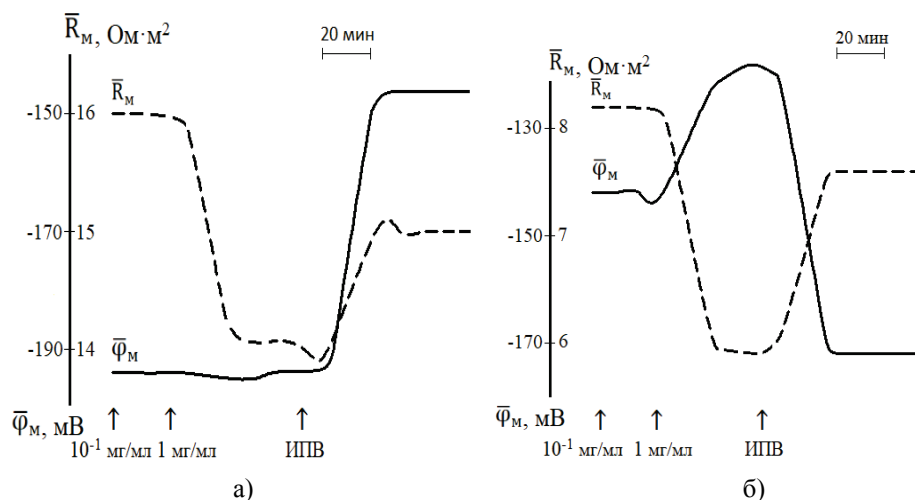 R̅ₘ, Ом·м²
20 мин
R̅ₘ
-150 16
-170 15
-190 14
φ̅ₘ
φ̅ₘ, мВ
10⁻¹ мг/мл 1 мг/мл ИПВ
а)
20 мин
R̅ₘ, Ом·м²
R̅ₘ
-130 8
φ̅ₘ
-150 7
-170 6
φ̅ₘ, мВ
10⁻¹ мг/мл 1 мг/мл ИПВ
б)